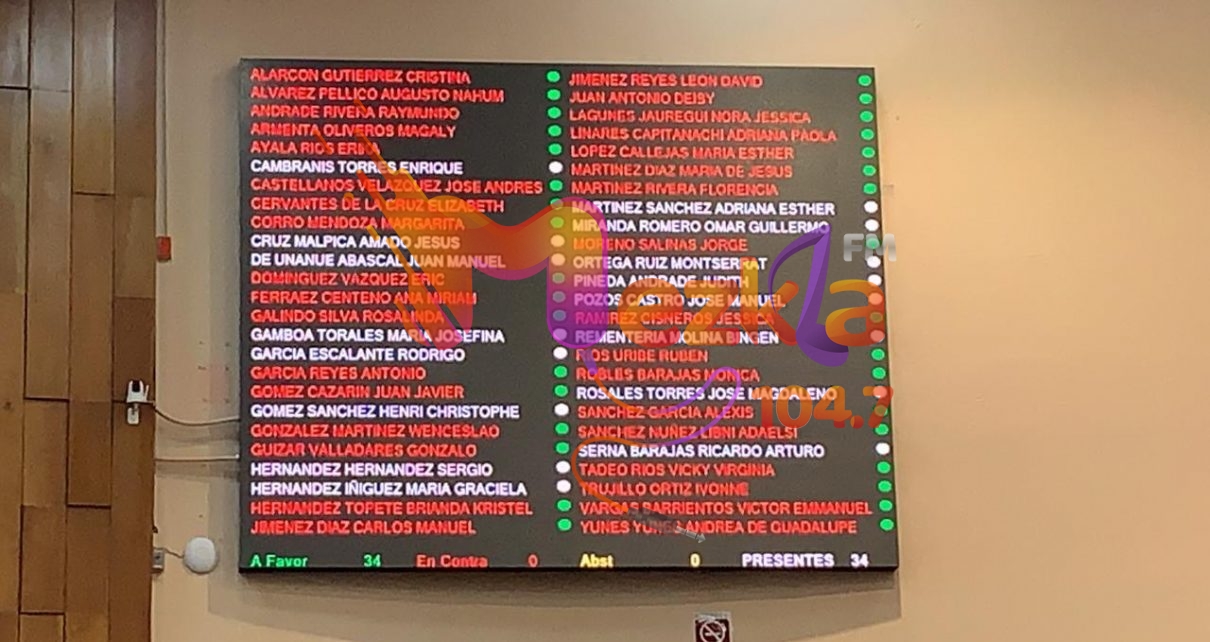 ALARCON GUTIERREZ CRISTINA
ALVAREZ PELLICO AUGUSTO NAHUM
ANDRADE RIVERA RAYMUNDO
ARMENTA OLIVEROS MAGALY
AYALA RIOS ERIKA
CAMBRANIS TORRES ENRIQUE
CASTELLANOS VELAZQUEZ JOSE ANDRES
CERVANTES DE LA CRUZ ELIZABETH
CORRO MENDOZA MARGARITA
CRUZ MALPICA AMADO JESUS
DE UNANUE ABASCAL JUAN MANUEL
DOMINGUEZ VAZQUEZ ERIC
FERRAEZ CENTENO ANA MIRIAM
GALINDO SILVA ROSALINDA
GAMBOA TORALES MARIA JOSEFINA
GARCIA ESCALANTE RODRIGO
GARCIA REYES ANTONIO
GOMEZ CAZARIN JUAN JAVIER
GOMEZ SANCHEZ HENRI CHRISTOPHE
GONZALEZ MARTINEZ WENCESLAO
GUIZAR VALLADARES GONZALO
HERNANDEZ HERNANDEZ SERGIO
HERNANDEZ IÑIGUEZ MARIA GRACIELA
HERNANDEZ TOPETE BRIANDA KRISTEL
JIMENEZ DIAZ CARLOS MANUEL
JIMENEZ REYES LEON DAVID
JUAN ANTONIO DEISY
LAGUNES JAUREGUI NORA JESSICA
LINARES CAPITANACHI ADRIANA PAOLA
LOPEZ CALLEJAS MARIA ESTHER
MARTINEZ DIAZ MARIA DE JESUS
MARTINEZ RIVERA FLORENCIA
MARTINEZ SANCHEZ ADRIANA ESTHER
MIRANDA ROMERO OMAR GUILLERMO
MORENO SALINAS JORGE
ORTEGA RUIZ MONTSERRAT
PINEDA ANDRADE JUDITH
POZOS CASTRO JOSE MANUEL
RAMIREZ CISNEROS JESSICA
REMENTERIA MOLINA BINGEN
RIOS URIBE RUBEN
ROBLES BARAJAS MONICA
ROSALES TORRES JOSE MAGDALENO
SANCHEZ GARCIA ALEXIS
SANCHEZ NUÑEZ LIBNI ADAELSI
SERNA BARAJAS RICARDO ARTURO
TADEO RIOS VICKY VIRGINIA
TRUJILLO ORTIZ IVONNE
VARGAS BARRIENTOS VICTOR EMMANUEL
YUNES YUNES ANDREA DE GUADALUPE
A Favor 34 En Contra 0 Abst 0 PRESENTES 34
Mezkla FM
104.7